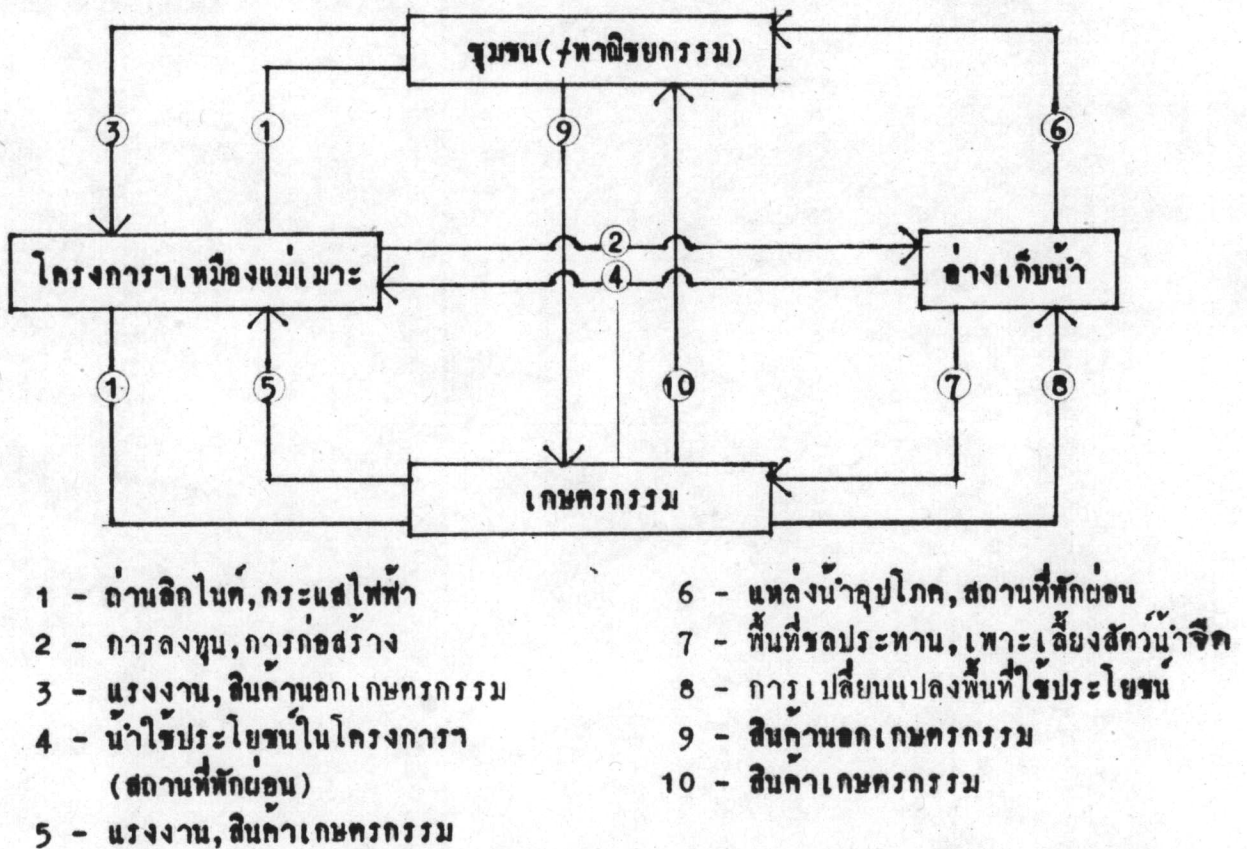 ชุมชน(+พาณิชยกรรม)
3
1
9
6
โครงการฯเหมืองแม่เมาะ
2
4
อ่างเก็บน้ำ
1
5
10
7
8
เกษตรกรรม
1 - ถ่านลิกไนต์,กระแสไฟฟ้า
2 - การลงทุน,การก่อสร้าง
3 - แรงงาน,สินค้านอกเกษตรกรรม
4 - น้ำใช้ประโยชน์ในโครงการฯ
(สถานที่พักผ่อน)
5 - แรงงาน,สินค้าเกษตรกรรม
6 - แหล่งน้ำอุปโภค,สถานที่พักผ่อน
7 - พื้นที่ชลประทาน,เพาะเลี้ยงสัตว์น้ำจืด
8 - การเปลี่ยนแปลงพื้นที่ใช้ประโยชน์
9 - สินค้านอกเกษตรกรรม
10 - สินค้าเกษตรกรรม